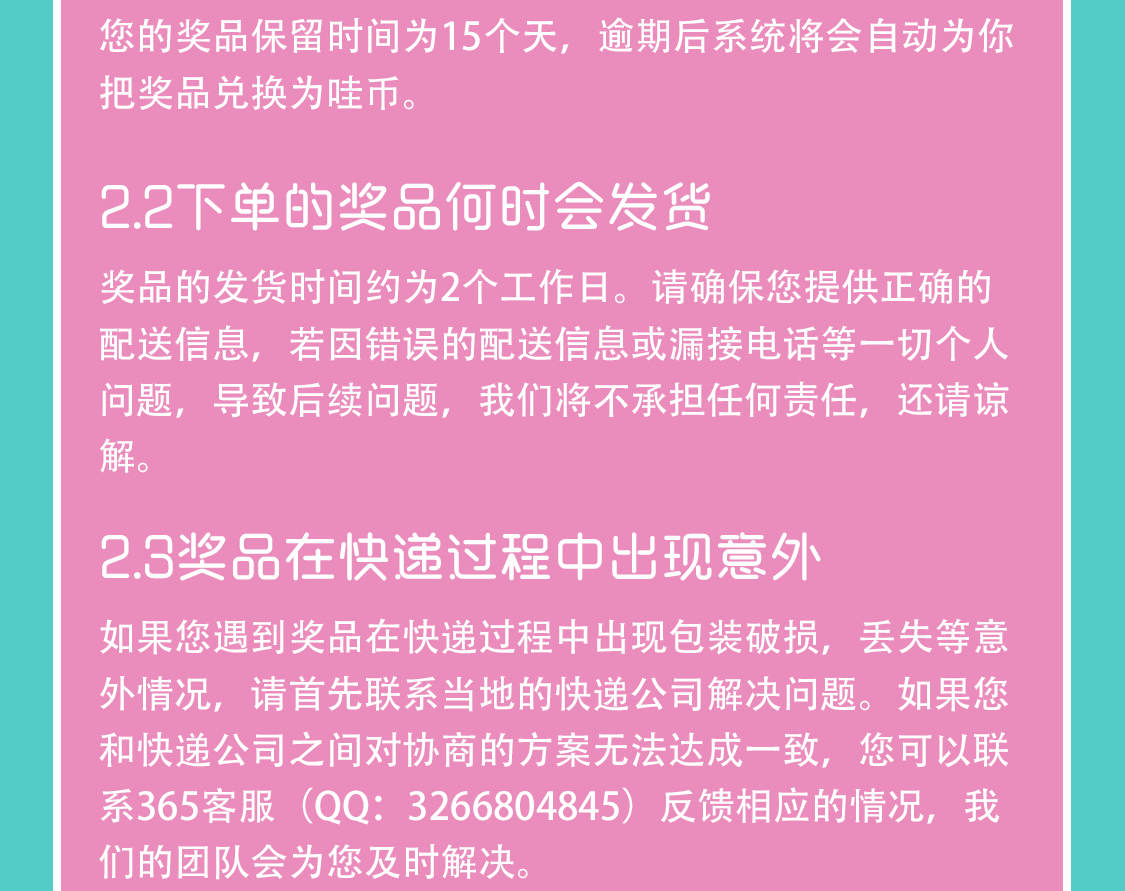 您的奖品保留时间为15个天，逾期后系统将会自动为你
把奖品兑换为哇币。
2.2下单的奖品何时会发货
奖品的发货时间约为2个工作日。请确保您提供正确的
配送信息，若因错误的配送信息或漏接电话等一切个人
问题，导致后续问题，我们将不承担任何责任，还请谅
解。
2.3奖品在快递过程中出现意外
如果您遇到奖品在快递过程中出现包装破损，丢失等意
外情况，请首先联系当地的快递公司解决问题。如果您
和快递公司之间对协商的方案无法达成一致，您可以联
系365客服（QQ：3266804845）反馈相应的情况，我
们的团队会为您及时解决。